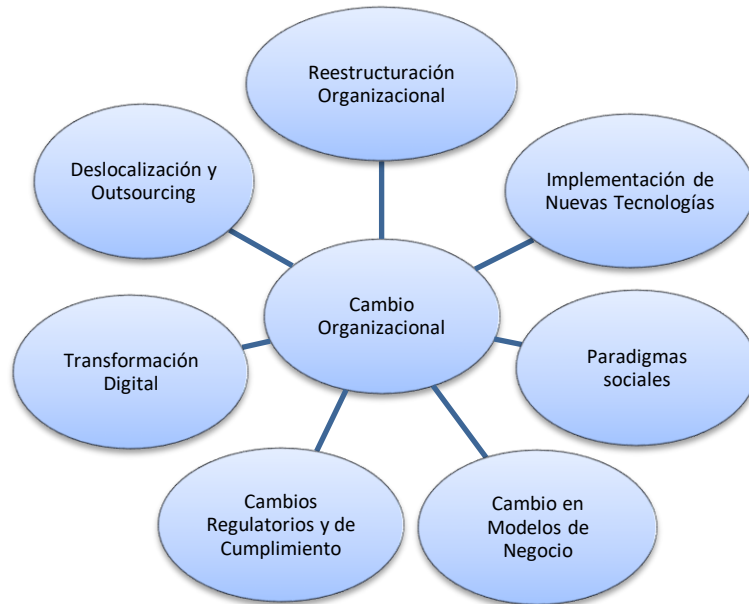 Reestructuración
Organizacional
Deslocalización y
Outsourcing
Implementación de
Nuevas Tecnologías
Cambio
Organizacional
Transformación
Digital
Paradigmas
sociales
Cambios
Regulatorios y de
Cumplimiento
Cambio en
Modelos de
Negocio